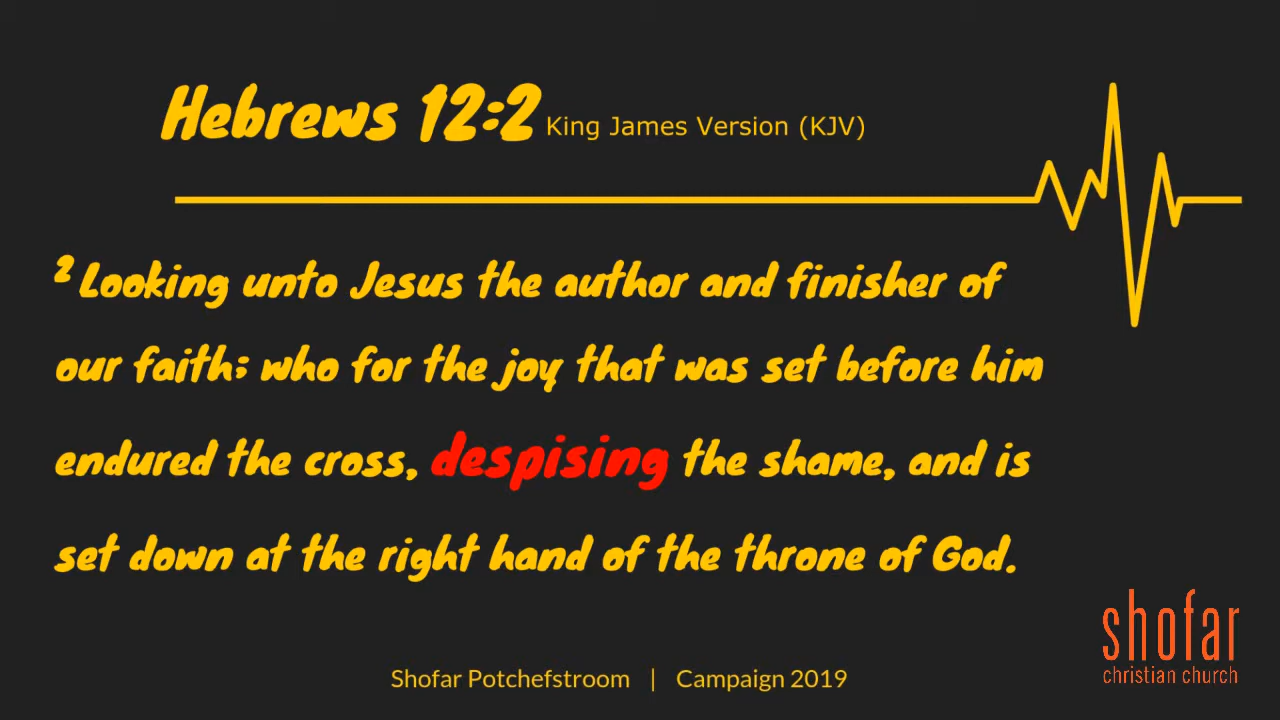 Hebrews 12:2 King James Version (KJV)
² Looking unto Jesus the author and finisher of
our faith; who for the joy that was set before him
endured the cross, despising the shame, and is
set down at the right hand of the throne of God.
shofar
christian church
Shofar Potchefstroom | Campaign 2019